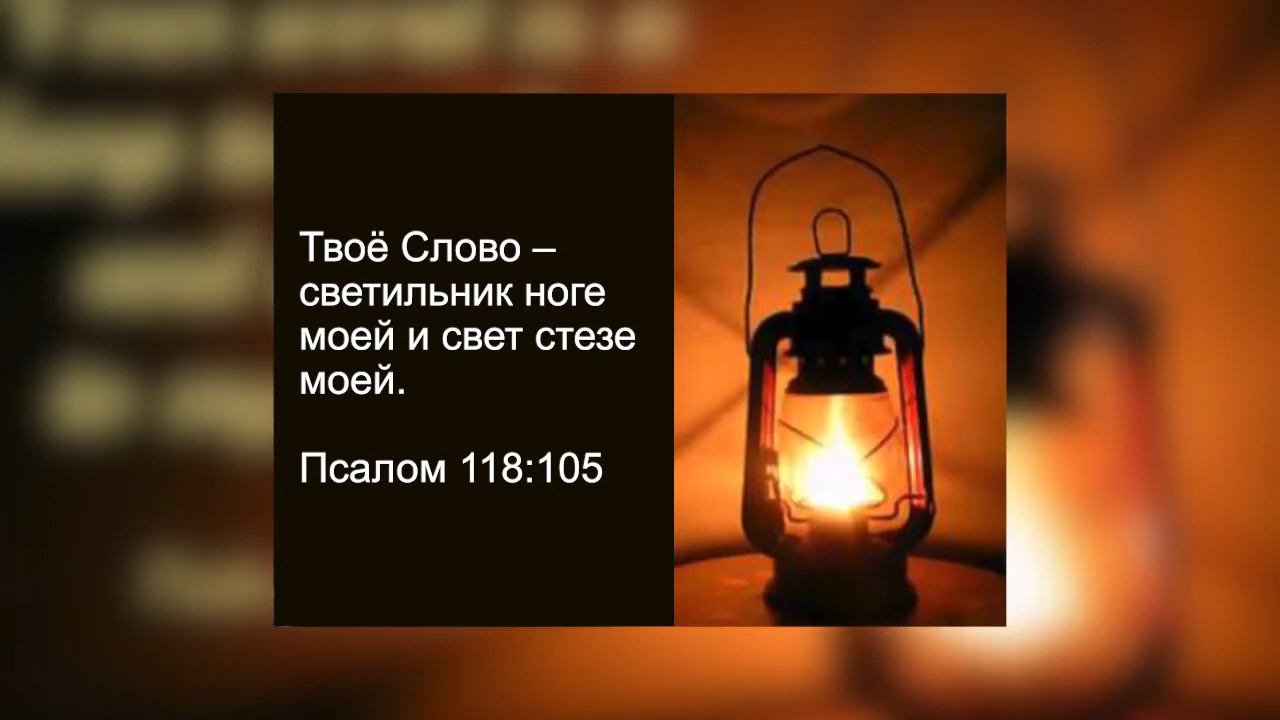 Твоё Слово –
светильник ноге
моей и свет стезе
моей.
Псалом 118:105